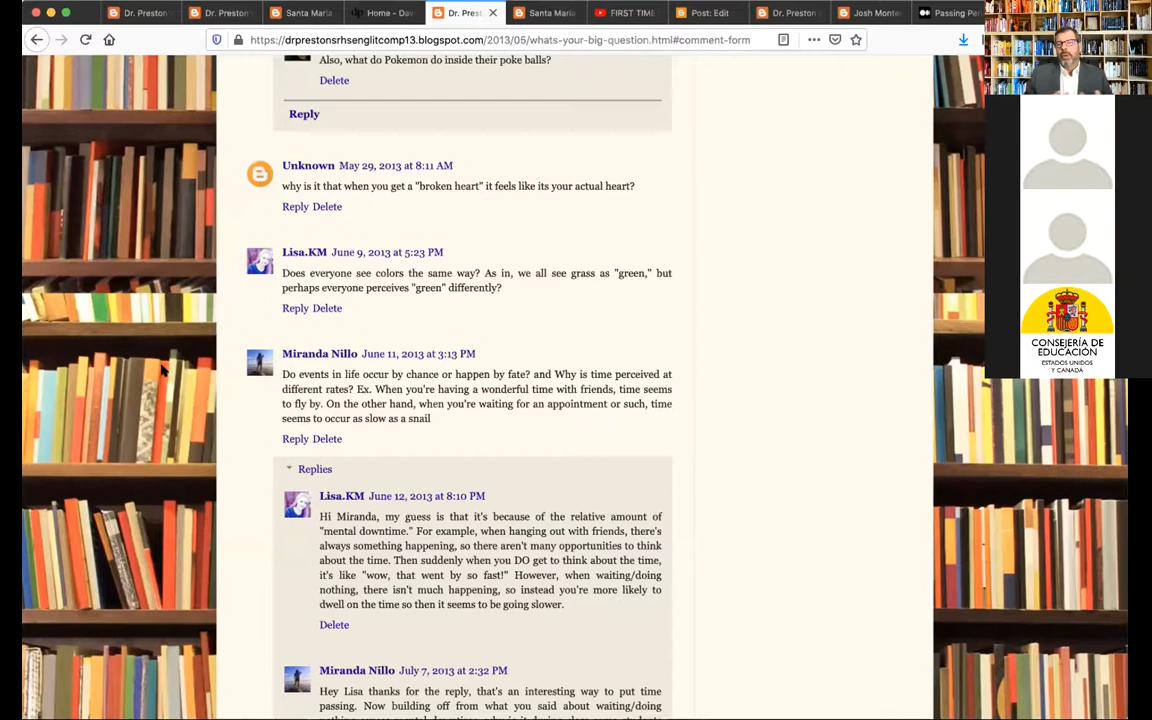 Dr. Preston
Dr. Preston
Santa Maria
Home – Dav
Dr. Prest
Santa Maria
FIRST TIME
Post: Edit
Dr. Preston
Josh Monte
Passing Per
https://drprestonsrhsenglitcomp13.blogspot.com/2013/05/whats-your-big-question.html#comment-form
Also, what do Pokemon do inside their poke balls?
Delete
Reply
Unknown May 29, 2013 at 8:11 AM
why is it that when you get a "broken heart" it feels like its your actual heart?
Reply Delete
Lisa.KM June 9, 2013 at 5:23 PM
Does everyone see colors the same way? As in, we all see grass as "green," but
perhaps everyone perceives "green" differently?
Reply Delete
Miranda Nillo June 11, 2013 at 3:13 PM
Do events in life occur by chance or happen by fate? and Why is time perceived at
different rates? Ex. When you're having a wonderful time with friends, time seems
to fly by. On the other hand, when you're waiting for an appointment or such, time
seems to occur as slow as a snail
Reply Delete
Replies
Lisa.KM June 12, 2013 at 8:10 PM
Hi Miranda, my guess is that it's because of the relative amount of
"mental downtime." For example, when hanging out with friends, there's
always something happening, so there aren't many opportunities to think
about the time. Then suddenly when you DO get to think about the time,
it's like "wow, that went by so fast!" However, when waiting/doing
nothing, there isn't much happening, so instead you're more likely to
dwell on the time so then it seems to be going slower.
Delete
Miranda Nillo July 7, 2013 at 2:32 PM
Hey Lisa thanks for the reply, that's an interesting way to put time
passing. Now building off from what you said about waiting/doing
CONSEJERÍA DE
EDUCACIÓN
ESTADOS UNIDOS
Y CANADÁ